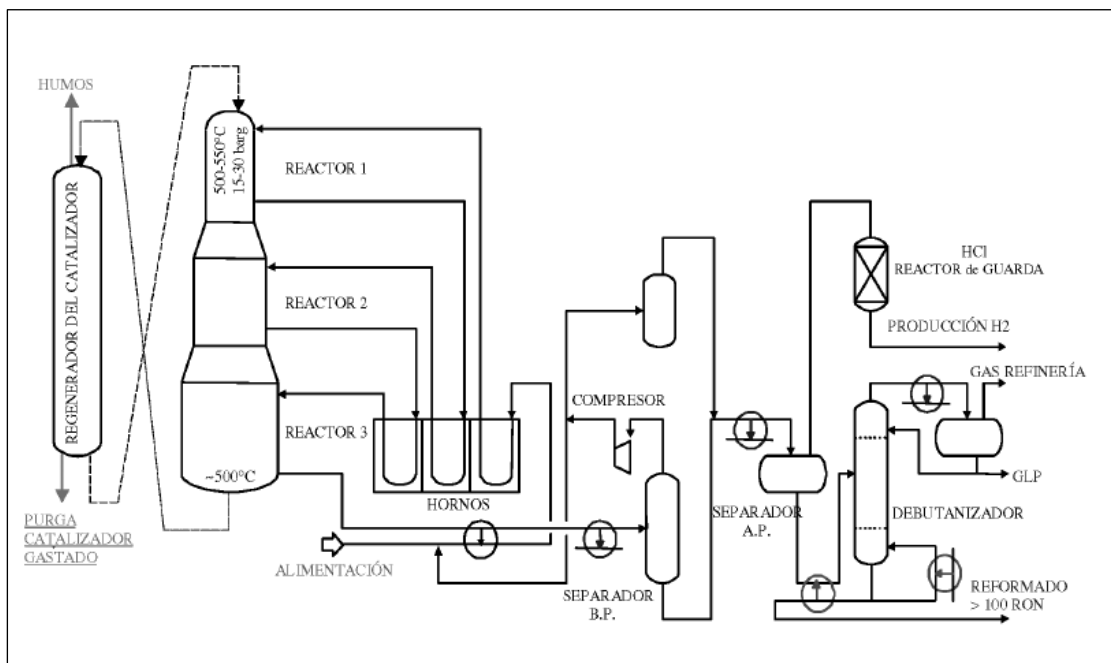 HUMOS
REGENERADOR DEL CATALIZADOR
PURGA
CATALIZADOR
GASTADO
500-550°C
15-30 barg
REACTOR 1
REACTOR 2
REACTOR 3
~500°C
HORNOS
ALIMENTACIÓN
COMPRESOR
SEPARADOR
B.P.
SEPARADOR
A.P.
HCl
REACTOR de GUARDA
PRODUCCIÓN H2
GAS REFINERÍA
GLP
DEBUTANIZADOR
REFORMADO
> 100 RON